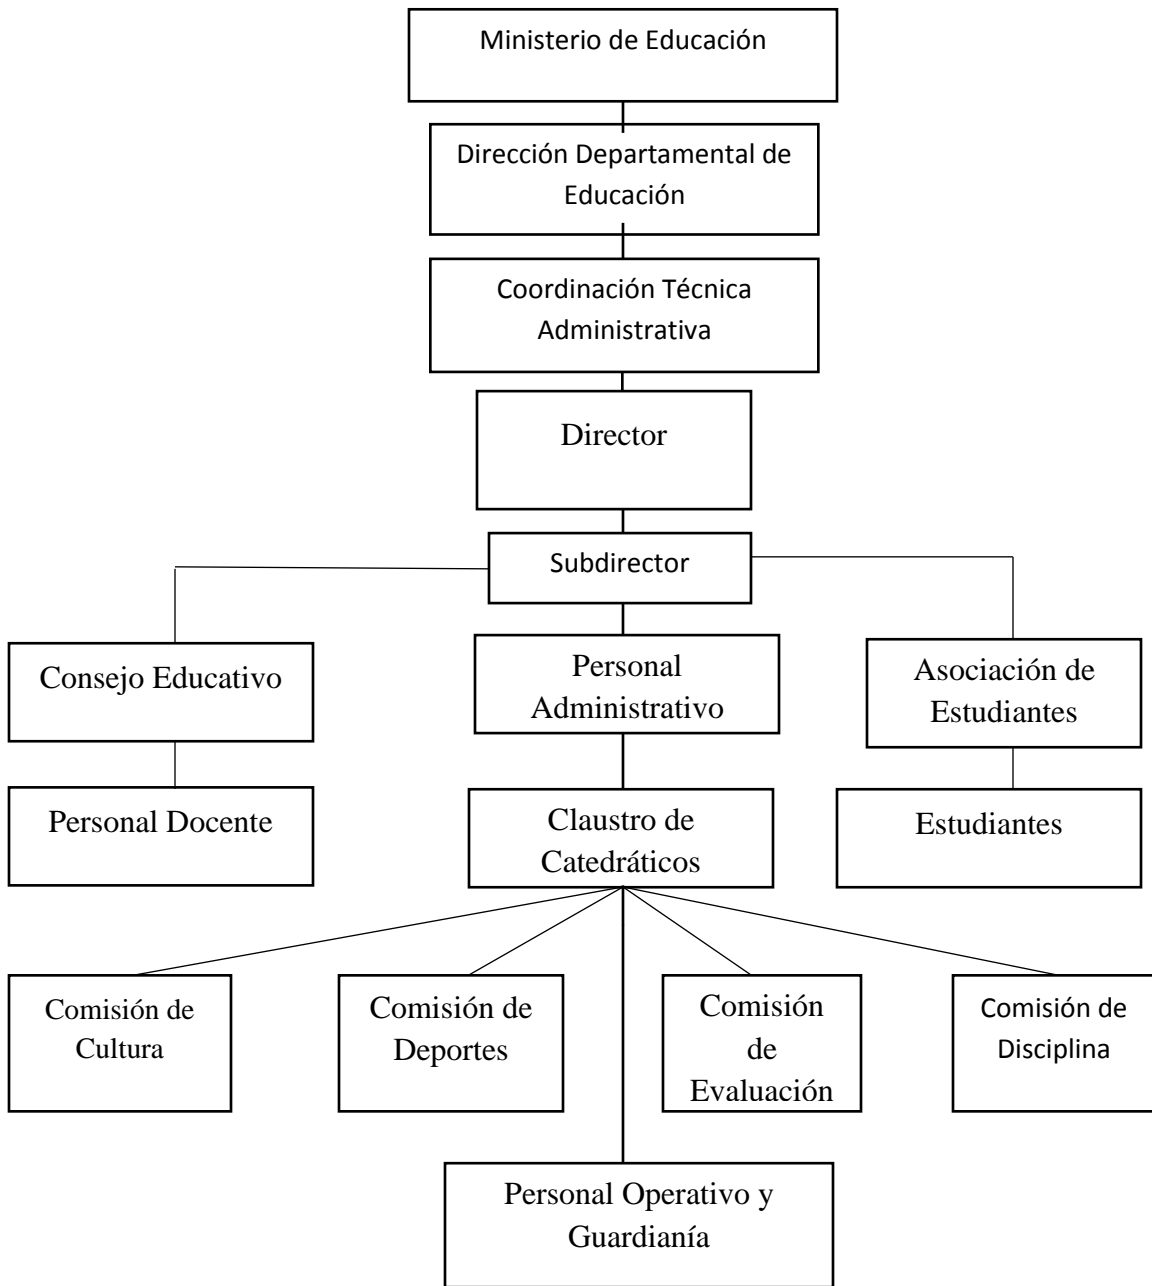 Ministerio de Educación
Dirección Departamental de
Educación
Coordinación Técnica
Administrativa
Director
Subdirector
Consejo Educativo
Personal
Administrativo
Asociación de
Estudiantes
Personal Docente
Claustro de
Catedráticos
Estudiantes
Comisión de
Cultura
Comisión de
Deportes
Comisión
de
Evaluación
Comisión de
Disciplina
Personal Operativo y
Guardianía